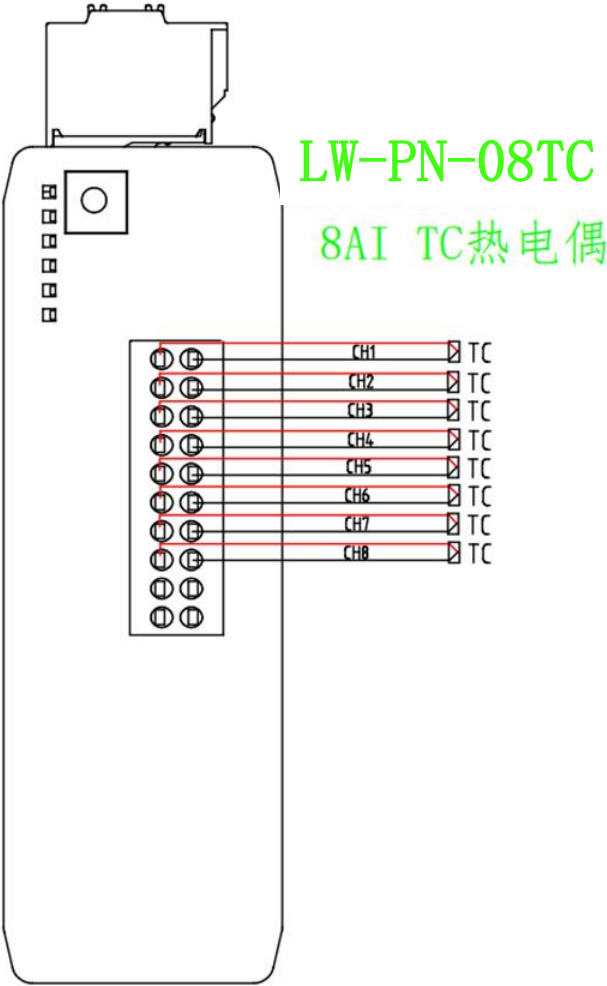 LW-PN-08TC
8AI TC热电偶
CH1 TC
CH2 TC
CH3 TC
CH4 TC
CH5 TC
CH6 TC
CH7 TC
CH8 TC